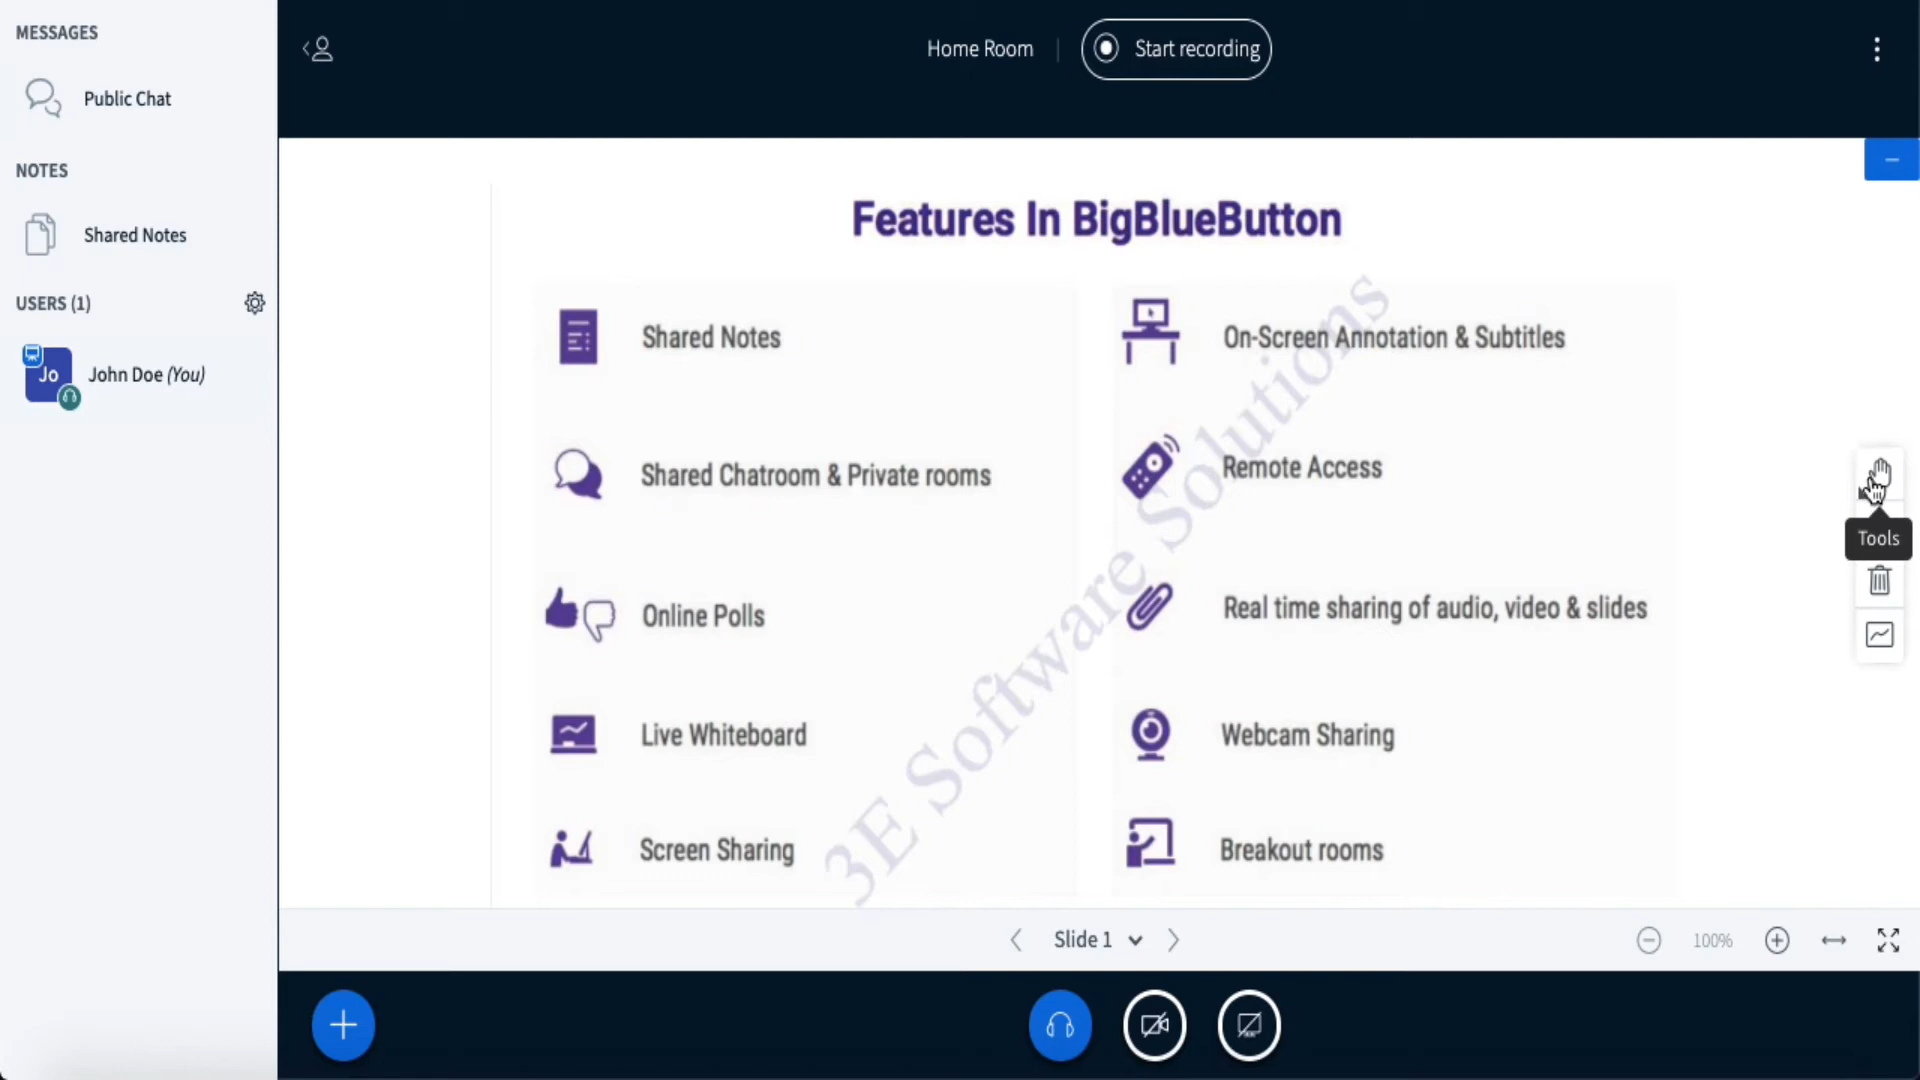 MESSAGES
Public Chat
NOTES
Shared Notes
USERS (1)
Jo
John Doe (You)
Home Room
Start recording
Features In BigBlueButton
Shared Notes
On-Screen Annotation & Subtitles
Shared Chatroom & Private rooms
Remote Access
Online Polls
Real time sharing of audio, video & slides
Live Whiteboard
Webcam Sharing
Screen Sharing
Breakout rooms
3E Software Solutions
Tools
Slide 1
100%